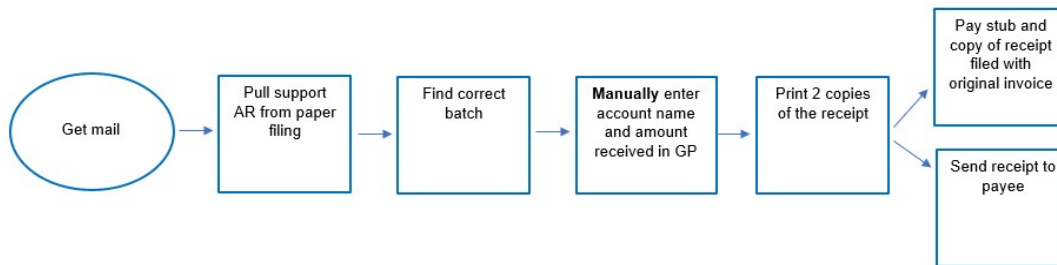 Get mail
Pull support
AR from paper
filing
Find correct
batch
Manually enter
account name
and amount
received in GP
Print 2 copies
of the receipt
Pay stub and
copy of receipt
filed with
original invoice
Send receipt to
payee